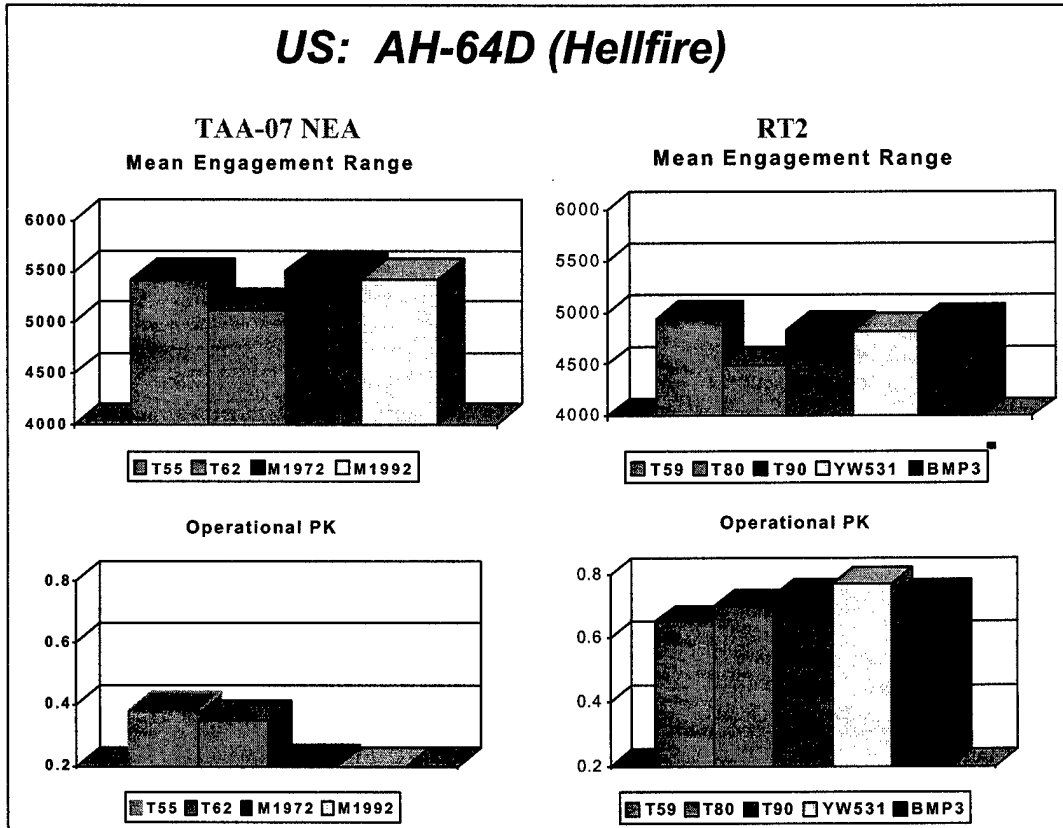 US: AH-64D (Hellfire)
TAA-07 NEA
Mean Engagement Range
6000
5500
5000
4500
4000
T55 T62 M1972 M1992
RT2
Mean Engagement Range
6000
5500
5000
4500
4000
T59 T80 T90 YW531 BMP3
Operational PK
0.8
0.6
0.4
0.2
T55 T62 M1972 M1992
Operational PK
0.8
0.6
0.4
0.2
T59 T80 T90 YW531 BMP3